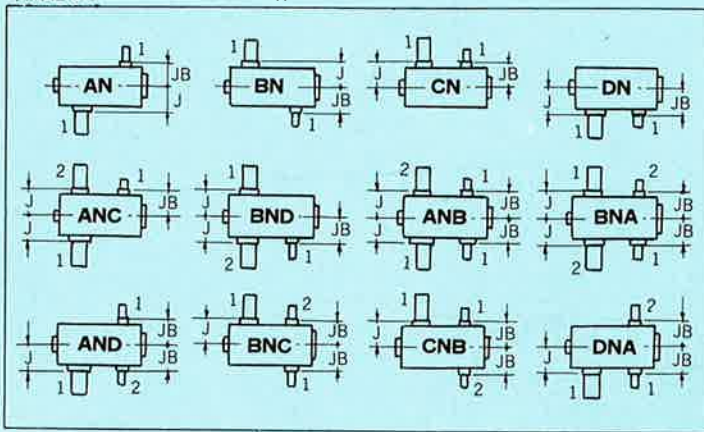 1 JB AN J 1
1 J BN JB 1
1 1 J CN JB
J DN JB 1 1
2 1 J JB ANC J 1
1 J BND J JB 2 1
2 1 J JB ANB J JB 1 1
1 2 J JB BNA J JB 2 1
1 JB AND J JB 1 2
1 2 J JB BNC JB 1
1 1 J JB CNB JB 2
2 JB DNA J JB 1 1